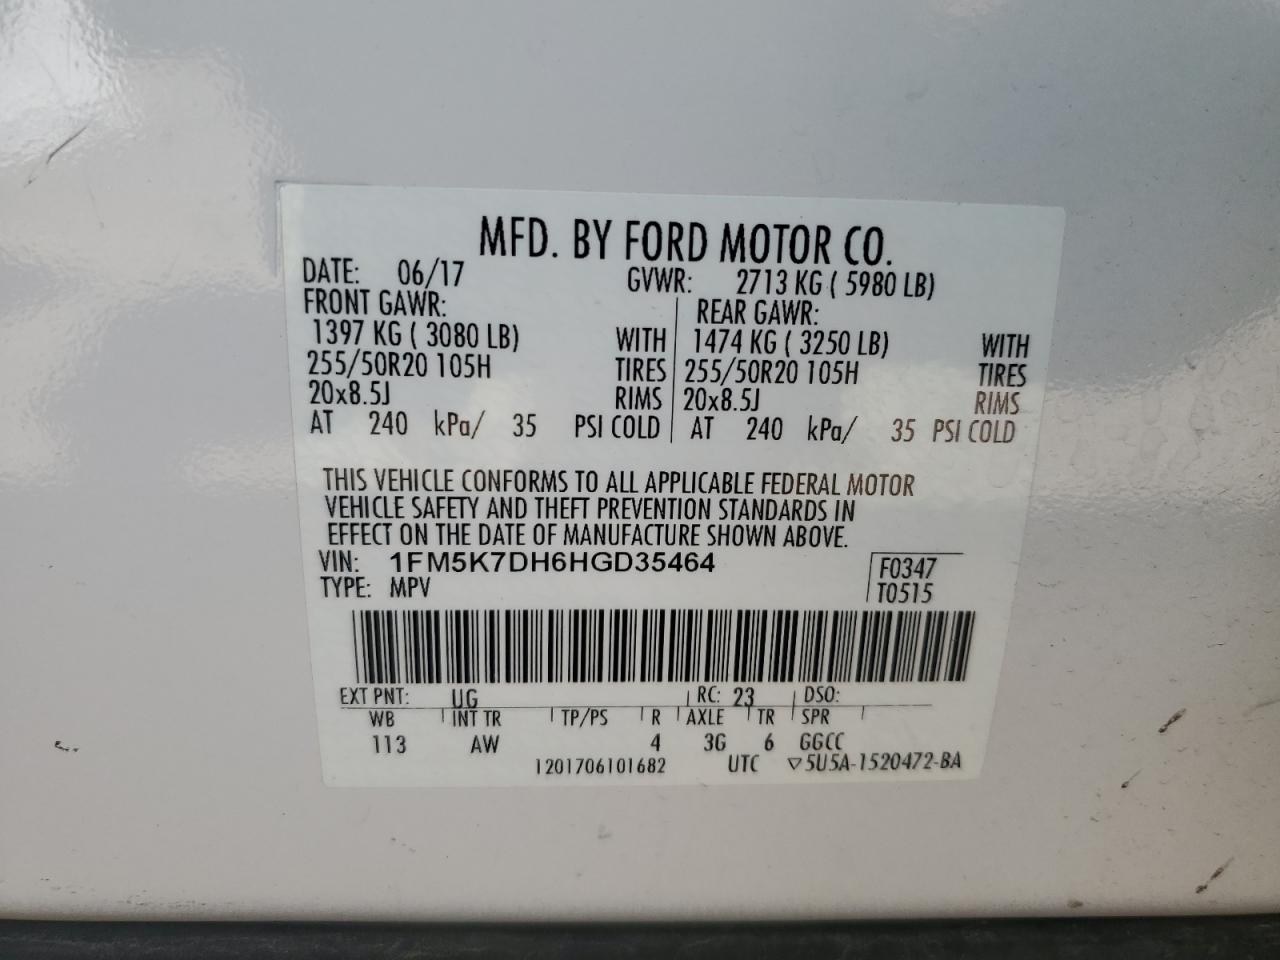 MFD. BY FORD MOTOR CO.
DATE: 06/17 GVWR: 2713 KG ( 5980 LB)
FRONT GAWR: REAR GAWR:
1397 KG ( 3080 LB) WITH 1474 KG ( 3250 LB) WITH
255/50R20 105H TIRES 255/50R20 105H TIRES
20x8.5J RIMS 20x8.5J RIMS
AT 240 kPa/ 35 PSI COLD AT 240 kPa/ 35 PSI COLD
THIS VEHICLE CONFORMS TO ALL APPLICABLE FEDERAL MOTOR
VEHICLE SAFETY AND THEFT PREVENTION STANDARDS IN
EFFECT ON THE DATE OF MANUFACTURE SHOWN ABOVE.
VIN: 1FM5K7DH6HGD35464 F0347
TYPE: MPV T0515
EXT PNT: UG RC: 23 DSO:
WB INT TR TP/PS R AXLE TR SPR
113 AW 4 3G 6 GGCC
1201706101682 UTC ▽5U5A-1520472-BA